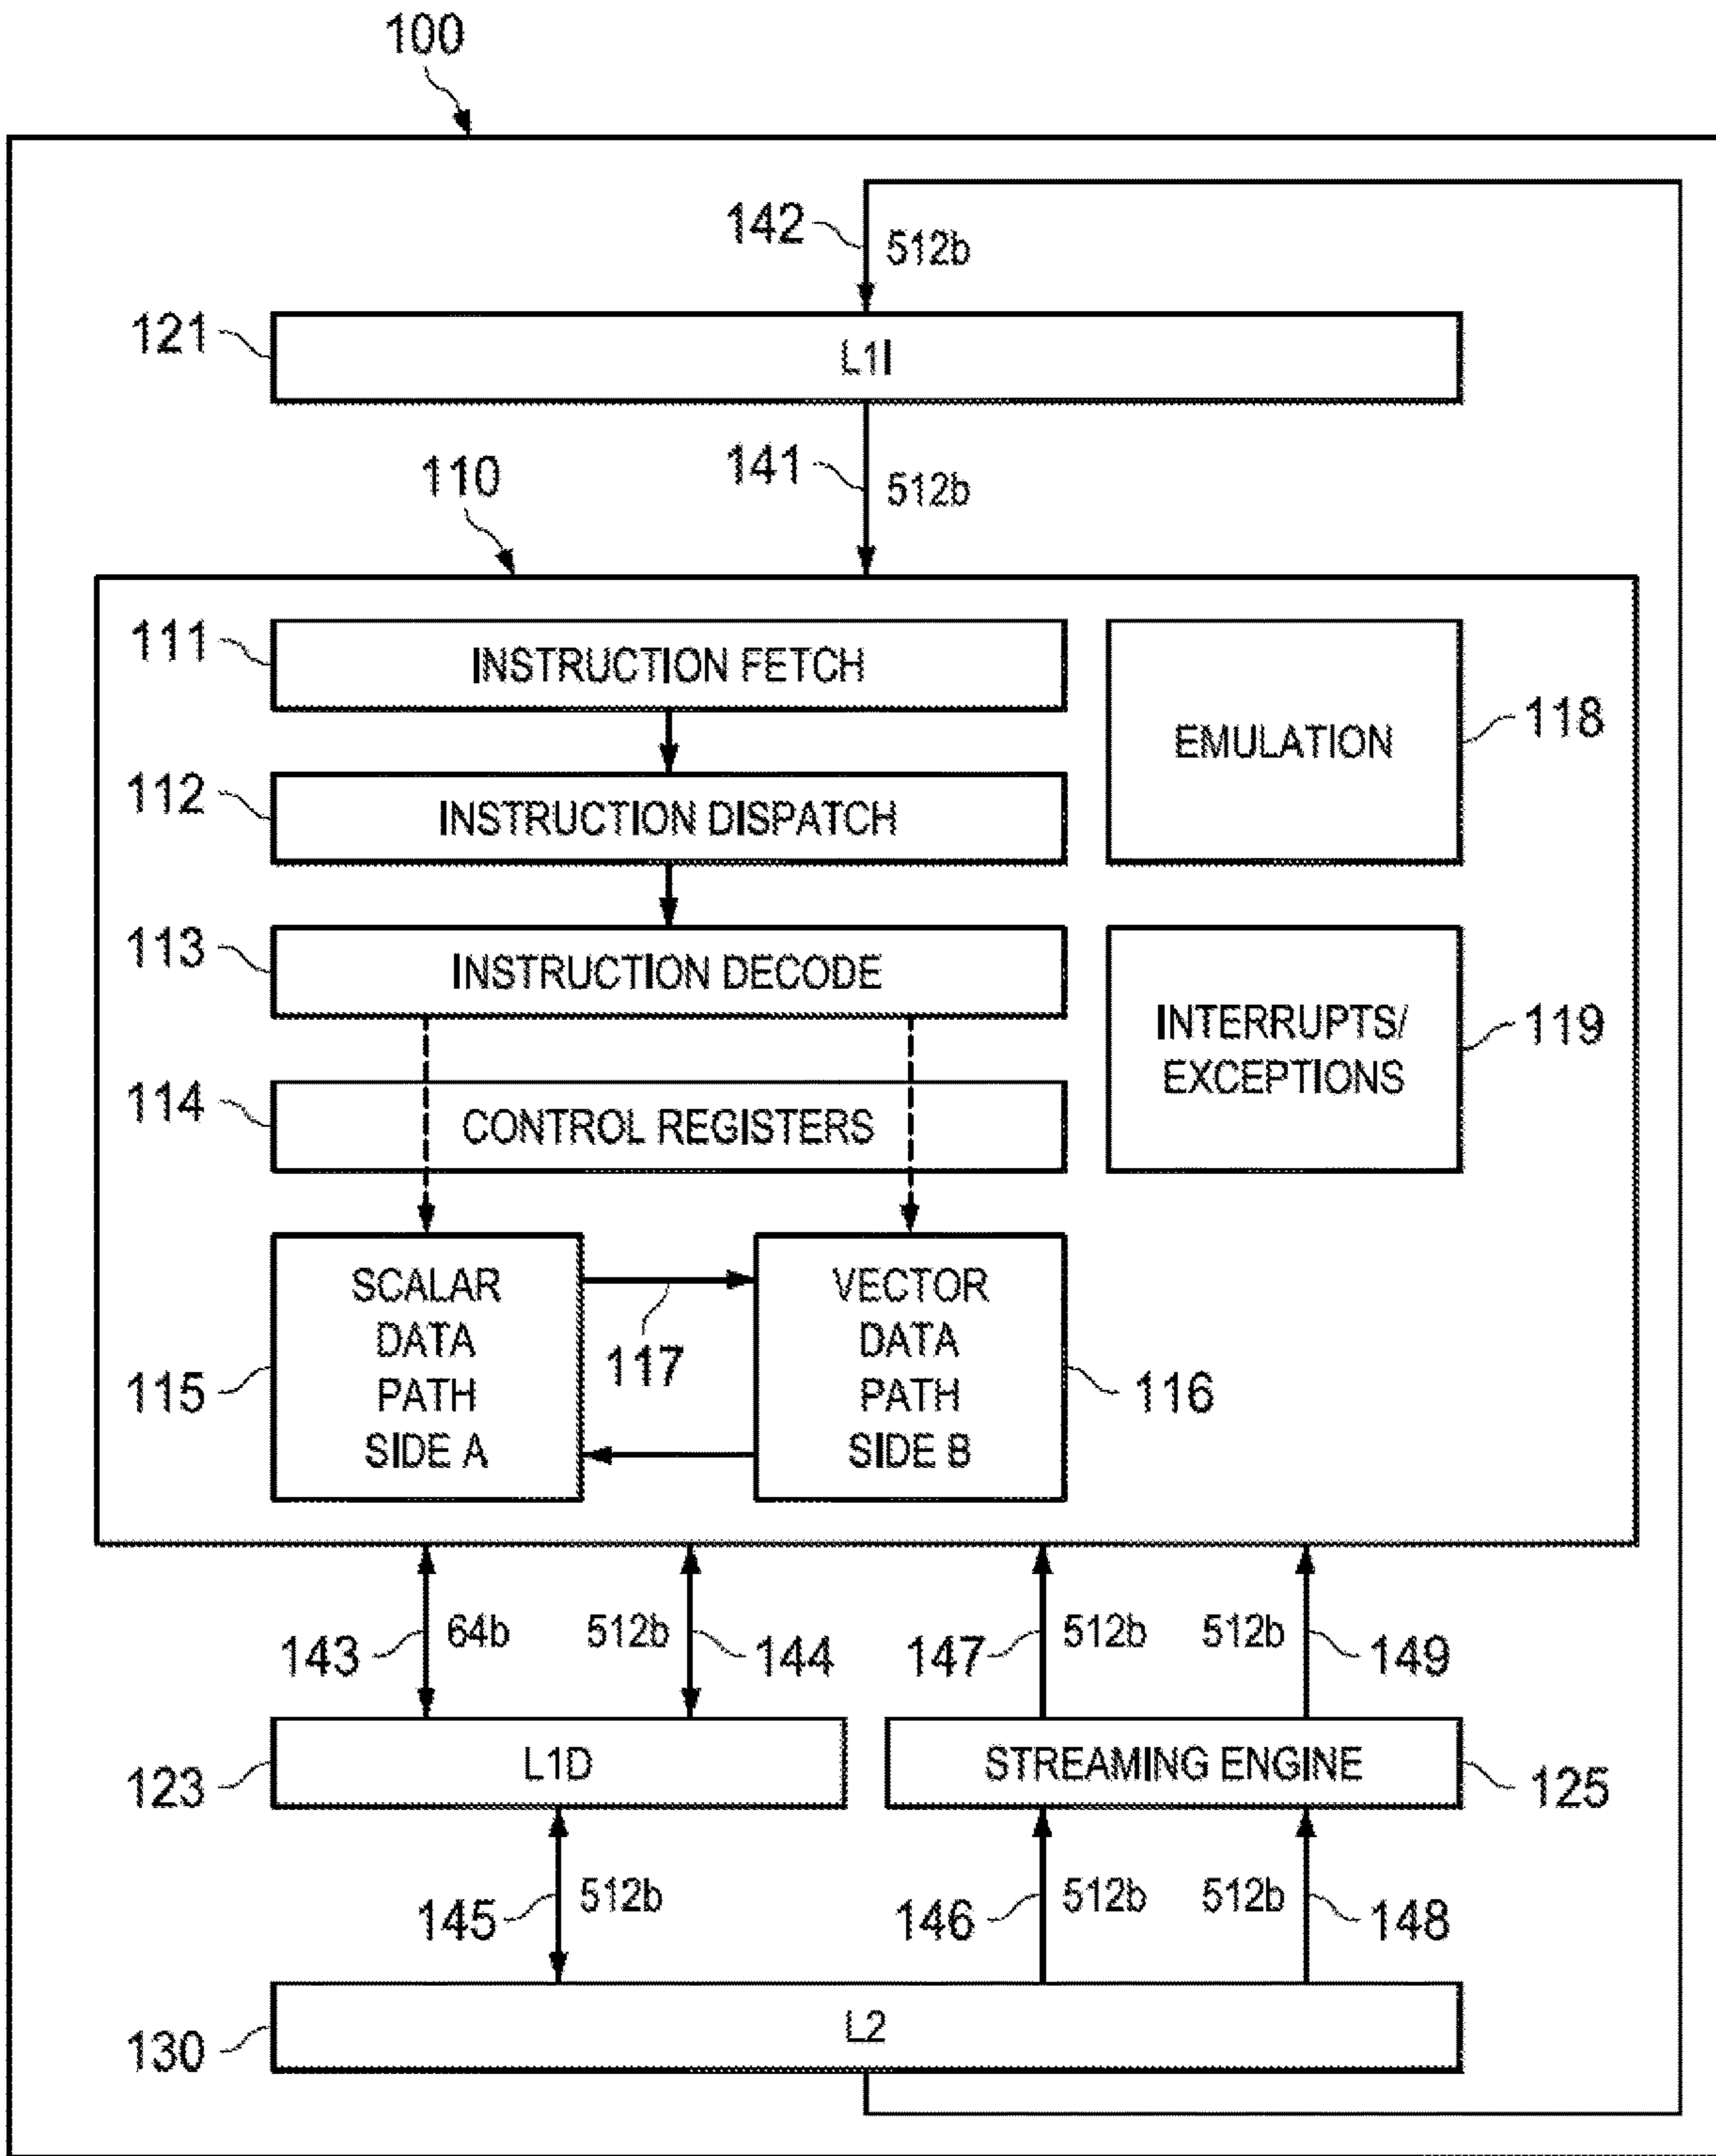 100
142
512b
121
L1I
110
141
512b
111
INSTRUCTION FETCH
EMULATION
118
112
INSTRUCTION DISPATCH
113
INSTRUCTION DECODE
INTERRUPTS/
EXCEPTIONS
119
114
CONTROL REGISTERS
SCALAR
DATA
PATH
SIDE A
115
117
VECTOR
DATA
PATH
SIDE B
116
143
64b
512b
144
147
512b
512b
149
123
L1D
STREAMING ENGINE
125
145
512b
146
512b
512b
148
130
L2